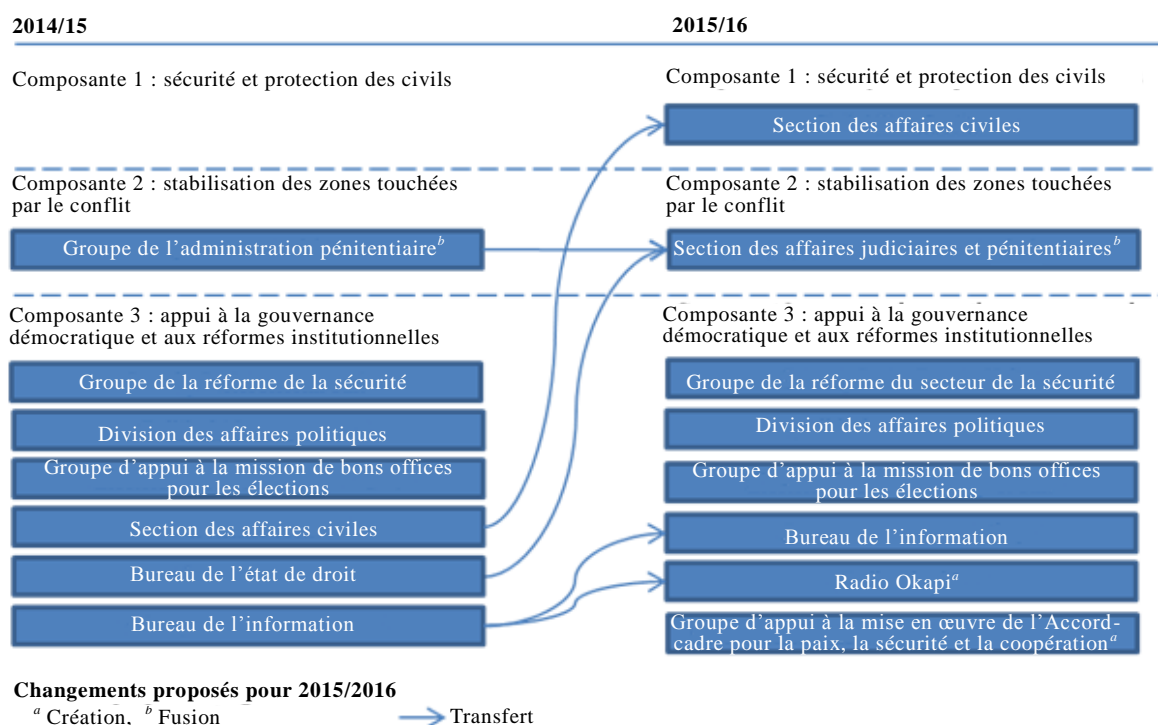 2014/15
Composante 1 : sécurité et protection des civils
Composante 2 : stabilisation des zones touchées
par le conflit
Groupe de l’administration pénitentiaire^b
Composante 3 : appui à la gouvernance
démocratique et aux réformes institutionnelles
Groupe de la réforme de la sécurité
Division des affaires politiques
Groupe d’appui à la mission de bons offices
pour les élections
Section des affaires civiles
Bureau de l’état de droit
Bureau de l’information
2015/16
Composante 1 : sécurité et protection des civils
Section des affaires civiles
Composante 2 : stabilisation des zones touchées
par le conflit
Section des affaires judiciaires et pénitentiaires^b
Composante 3 : appui à la gouvernance
démocratique et aux réformes institutionnelles
Groupe de la réforme du secteur de la sécurité
Division des affaires politiques
Groupe d’appui à la mission de bons offices
pour les élections
Bureau de l’information
Radio Okapi^a
Groupe d’appui à la mise en œuvre de l’Accord-
cadre pour la paix, la sécurité et la coopération^a
Changements proposés pour 2015/2016
^a Création, ^b Fusion
Transfert